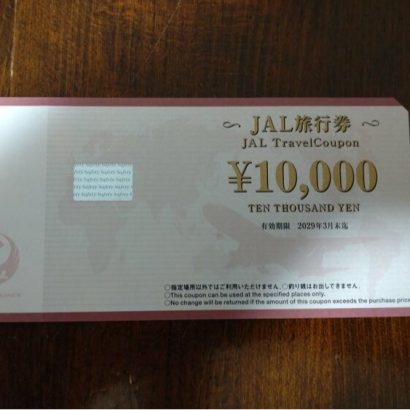 JAL旅行券
JAL TravelCoupon
¥10,000
TEN THOUSAND YEN
有効期限 2029年3月末迄
○指定場所以外ではご利用いただけません。○釣り銭はお出しできません。
○This coupon can be used at the specified places only.
○No change will be returned if the amount of this coupon exceeds the purchase price